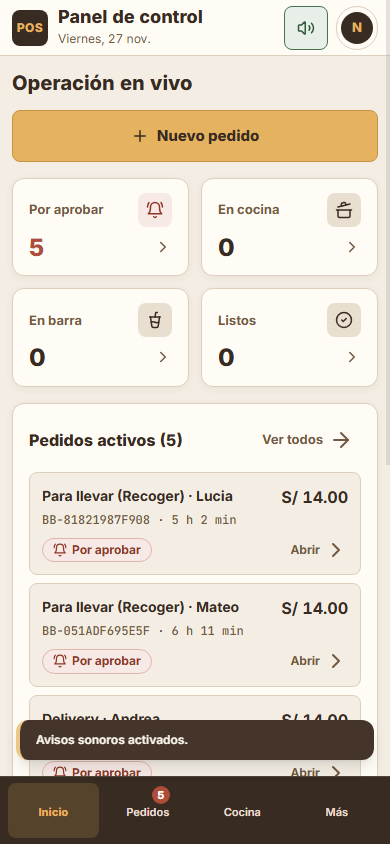 POS
Panel de control
Viernes, 27 nov.
N
Operación en vivo
Nuevo pedido
Por aprobar
5
En cocina
0
En barra
0
Listos
0
Pedidos activos (5)
Ver todos
Para llevar (Recoger) · Lucia
S/ 14.00
BB-81821987F908 · 5 h 2 min
Por aprobar
Abrir
Para llevar (Recoger) · Mateo
S/ 14.00
BB-051ADF695E5F · 6 h 11 min
Por aprobar
Abrir
Delivery · Andrea
S/ 14.00
Avisos sonoros activados.
Por aprobar
Abrir
Inicio
5
Pedidos
Cocina
Más